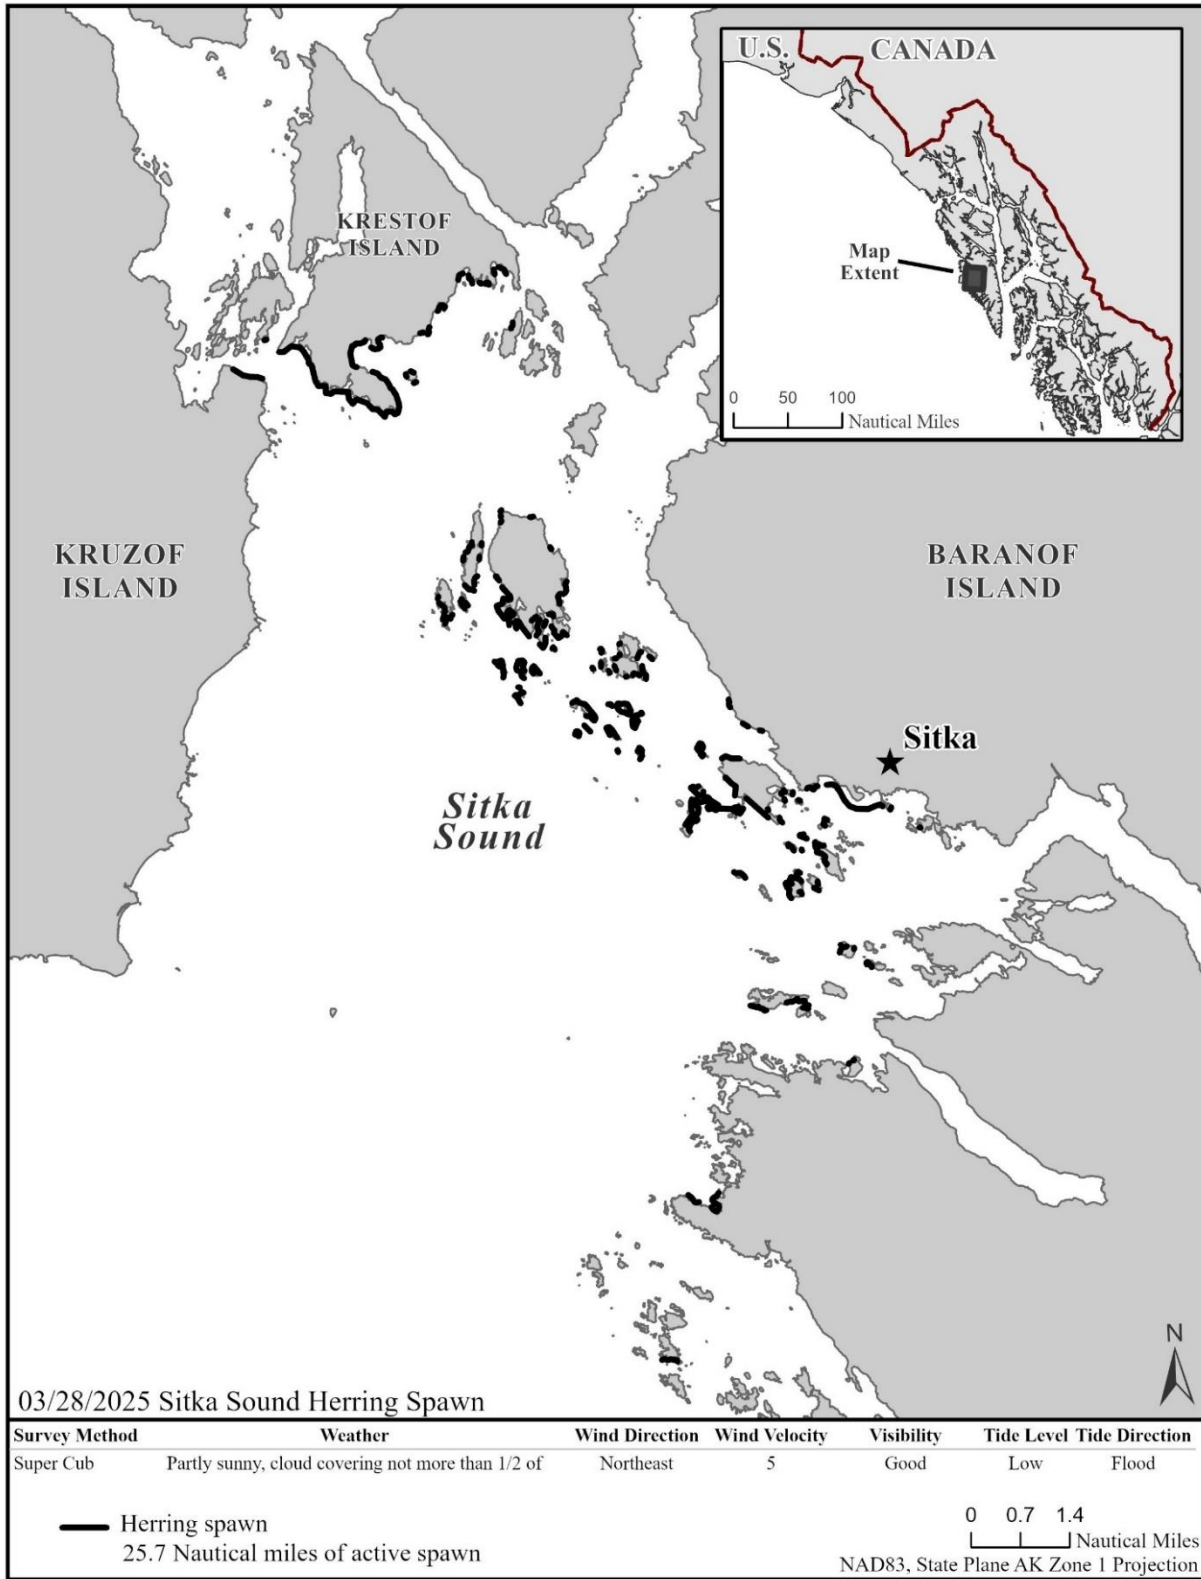 U.S. CANADA
Map
Extent
0 50 100
Nautical Miles
KRESTOF
ISLAND
KRUZOF
ISLAND
BARANOF
ISLAND
Sitka
Sitka
Sound
N
03/28/2025 Sitka Sound Herring Spawn
Survey Method Weather Wind Direction Wind Velocity Visibility Tide Level Tide Direction
Super Cub Partly sunny, cloud covering not more than 1/2 of Northeast 5 Good Low Flood
Herring spawn
25.7 Nautical miles of active spawn
0 0.7 1.4
Nautical Miles
NAD83, State Plane AK Zone 1 Projection